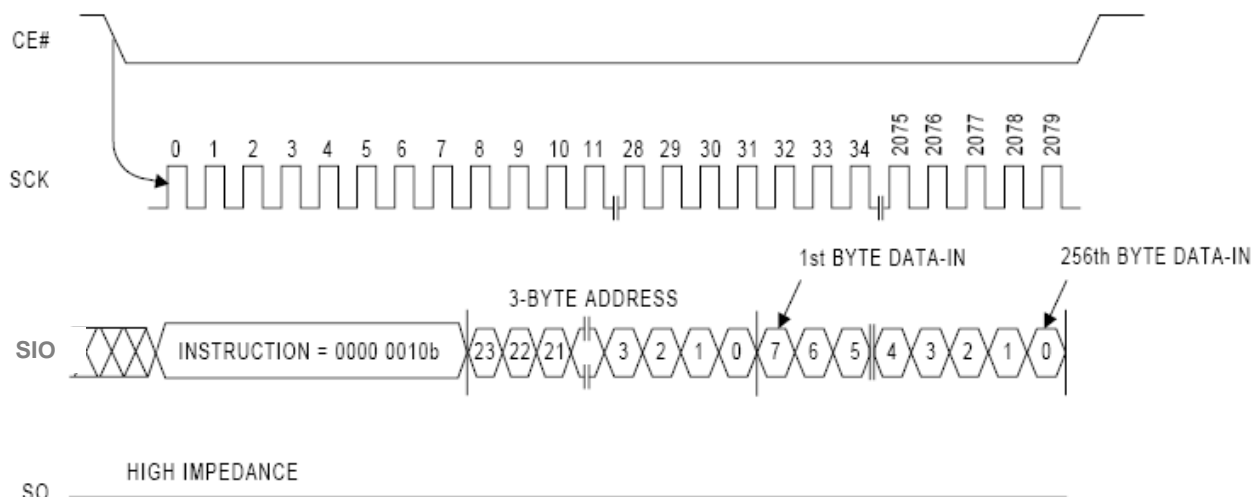 CE#
0 1 2 3 4 5 6 7 8 9 10 11 28 29 30 31 32 33 34 2075 2076 2077 2078 2079
SCK
1st BYTE DATA-IN 256th BYTE DATA-IN
3-BYTE ADDRESS
SIO INSTRUCTION = 0000 0010b 23 22 21 3 2 1 0 7 6 5 4 3 2 1 0
HIGH IMPEDANCE
SO